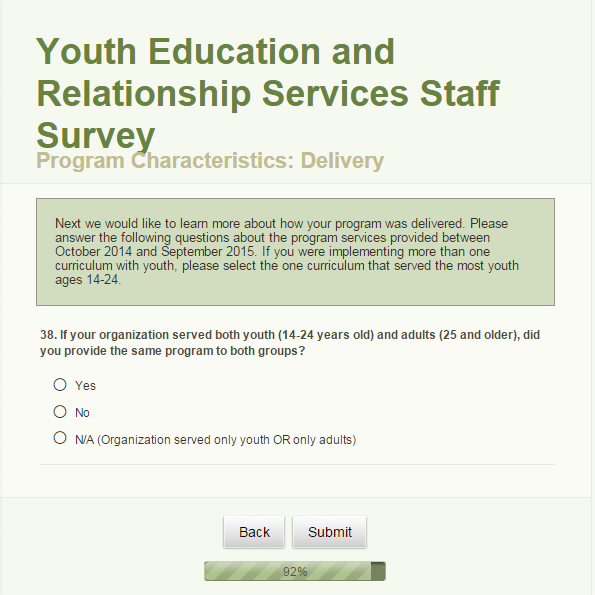 Youth Education and
Relationship Services Staff
Survey
Program Characteristics: Delivery
Next we would like to learn more about how your program was delivered. Please
answer the following questions about the program services provided between
October 2014 and September 2015. If you were implementing more than one
curriculum with youth, please select the one curriculum that served the most youth
ages 14-24.
38. If your organization served both youth (14-24 years old) and adults (25 and older), did
you provide the same program to both groups?
Yes
No
N/A (Organization served only youth OR only adults)
Back Submit
92%